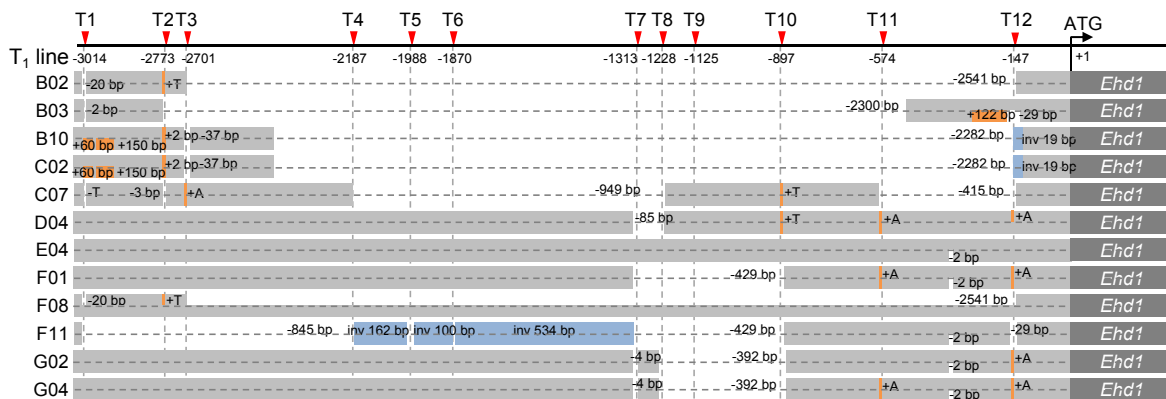 T1 T2 T3 T4 T5 T6 T7 T8 T9 T10 T11 T12 ATG
T₁ line -3014 -2773 -2701 -2187 -1988 -1870 -1313 -1228 -1125 -897 -574 -147 +1
B02 -20 bp +T -2541 bp Ehd1
B03 -2 bp -2300 bp +122 bp -29 bp Ehd1
B10 +60 bp +150 bp +2 bp -37 bp -2282 bp inv 19 bp Ehd1
C02 +60 bp +150 bp +2 bp -37 bp -2282 bp inv 19 bp Ehd1
C07 -T -3 bp +A -949 bp +T -415 bp Ehd1
D04 -85 bp +T +A +A Ehd1
E04 -2 bp Ehd1
F01 -429 bp +A -2 bp +A Ehd1
F08 -20 bp +T -2541 bp Ehd1
F11 -845 bp inv 162 bp inv 100 bp inv 534 bp -429 bp -2 bp -29 bp Ehd1
G02 -4 bp -392 bp -2 bp +A Ehd1
G04 -4 bp -392 bp +A -2 bp +A Ehd1